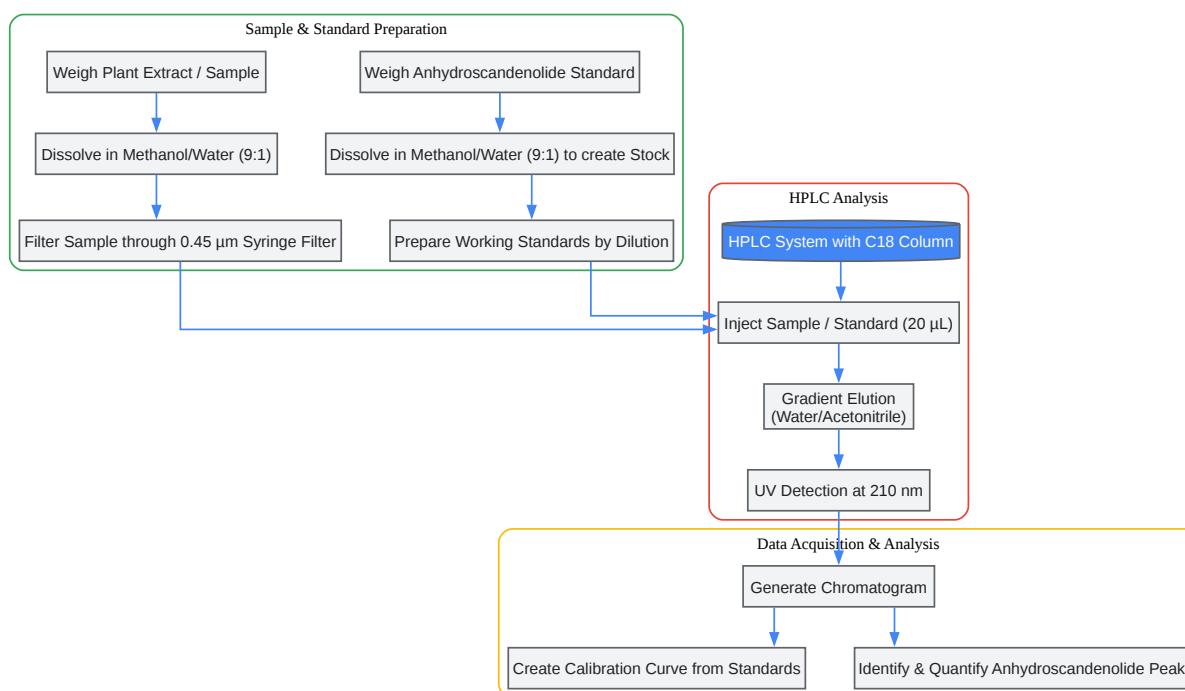 Sample & Standard Preparation
Weigh Plant Extract / Sample
Weigh Anhydroscandenolide Standard
Dissolve in Methanol/Water (9:1)
Dissolve in Methanol/Water (9:1) to create Stock
Filter Sample through 0.45 µm Syringe Filter
Prepare Working Standards by Dilution
HPLC Analysis
HPLC System with C18 Column
Inject Sample / Standard (20 µL)
Gradient Elution
(Water/Acetonitrile)
UV Detection at 210 nm
Data Acquisition & Analysis
Generate Chromatogram
Create Calibration Curve from Standards
Identify & Quantify Anhydroscandenolide Peak